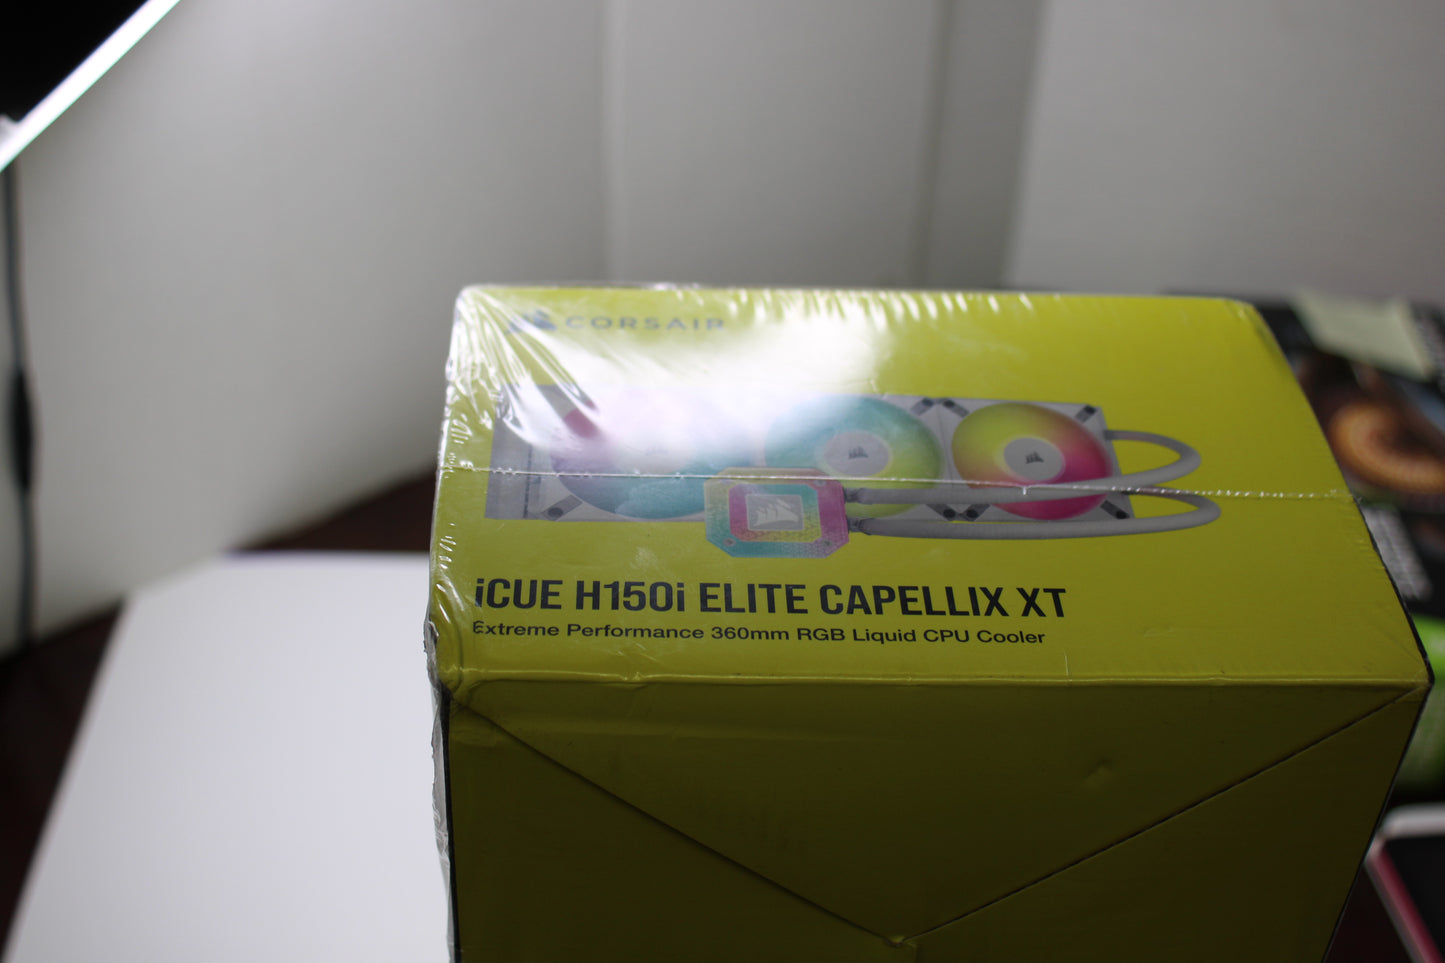 CORSAIR
iCUE H150i ELITE CAPELLIX XT
Extreme Performance 360mm RGB Liquid CPU Cooler